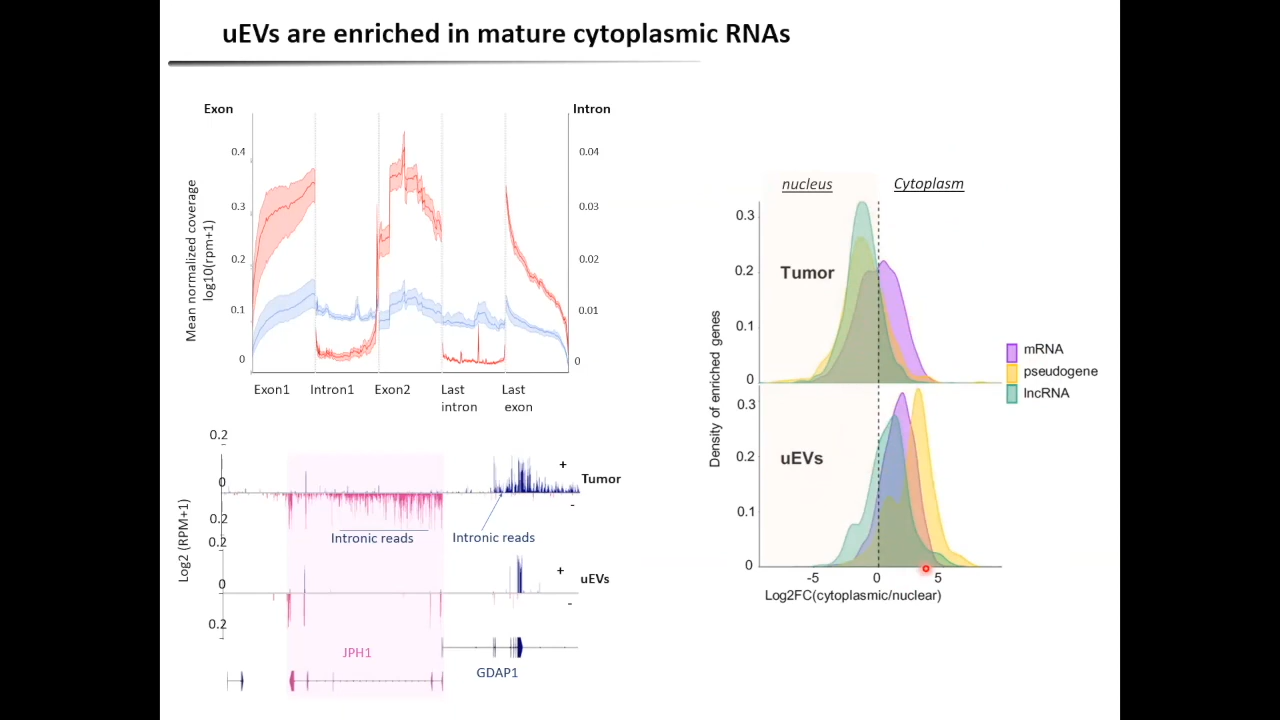 uEVs are enriched in mature cytoplasmic RNAs
Exon
Intron
Mean normalized coverage
log10(rpm+1)
0.4
0.3
0.2
0.1
0
0.04
0.03
0.02
0.01
0
Exon1
Intron1
Exon2
Last
intron
Last
exon
Log2 (RPM+1)
0.2
0
0.2
+
Tumor
-
Intronic reads
Intronic reads
0.2
0
0.2
+
uEVs
-
JPH1
GDAP1
nucleus
Cytoplasm
Density of enriched genes
0.3
0.2
0.1
0
Tumor
0.3
0.2
0.1
0
uEVs
-5
0
5
Log2FC(cytoplasmic/nuclear)
mRNA
pseudogene
lncRNA